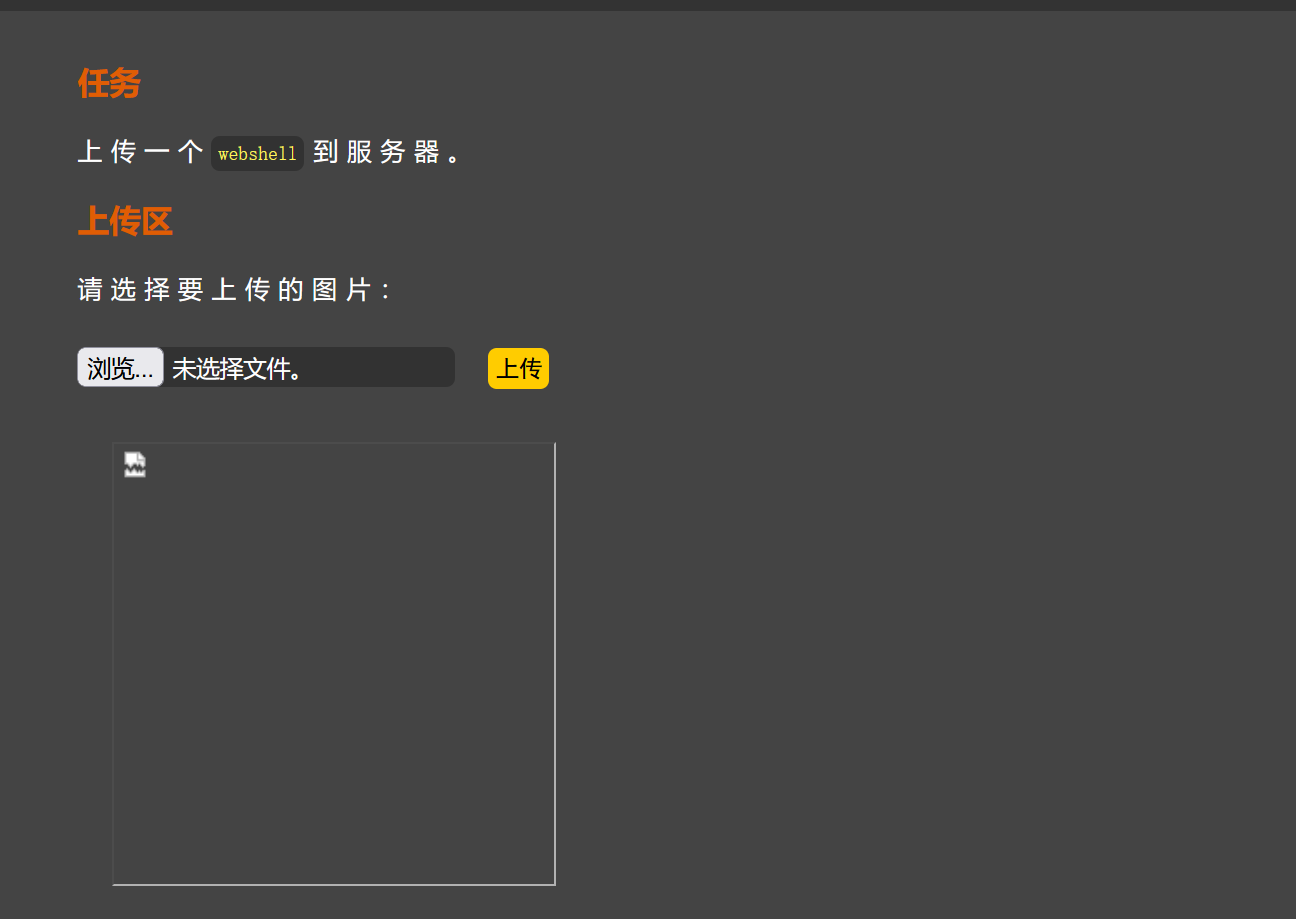 任务
上传一个 webshell 到服务器。
上传区
请选择要上传的图片：
浏览... 未选择文件。 上传